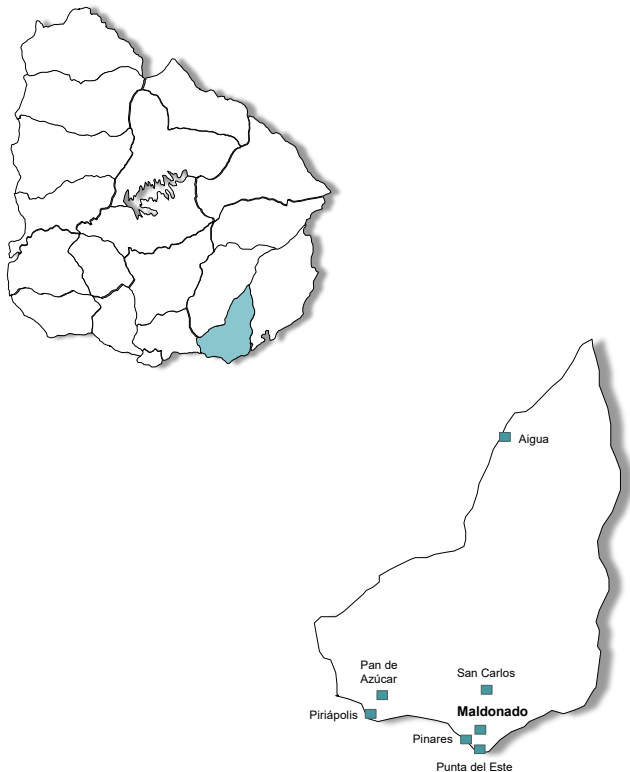 Aigua
Pan de
Azúcar
San Carlos
Piriápolis
Maldonado
Pinares
Punta del Este